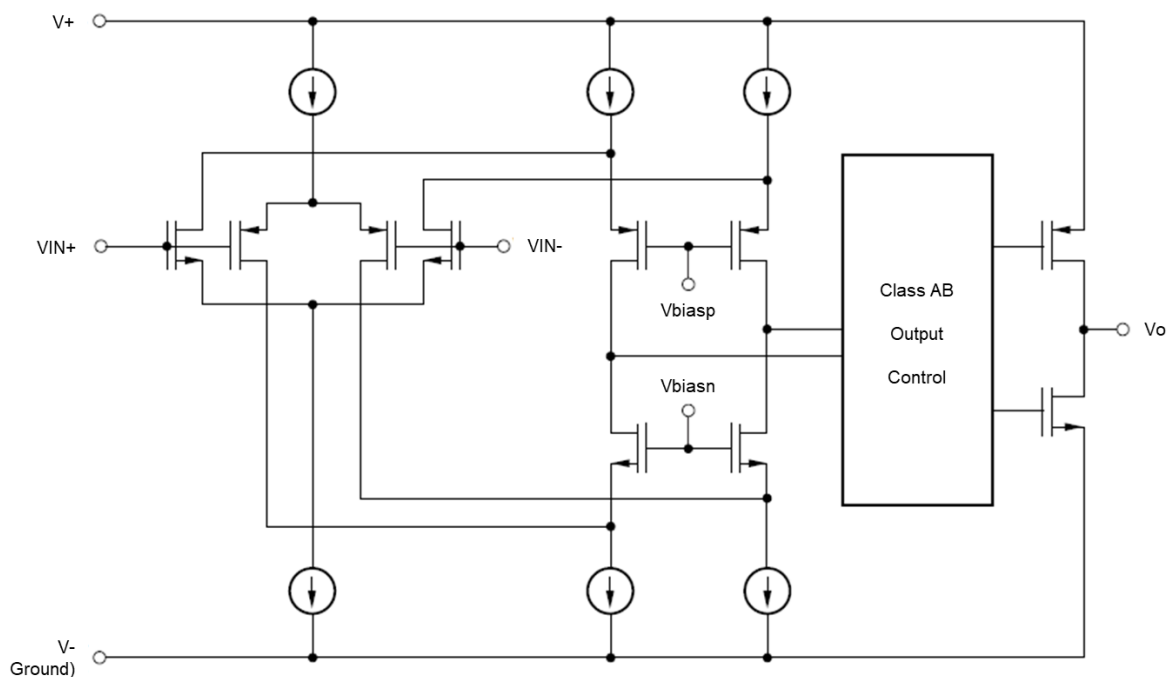 V+
VIN+
VIN-
Vbiasp
Class AB
Output
Control
Vo
Vbiasn
V-
Ground)